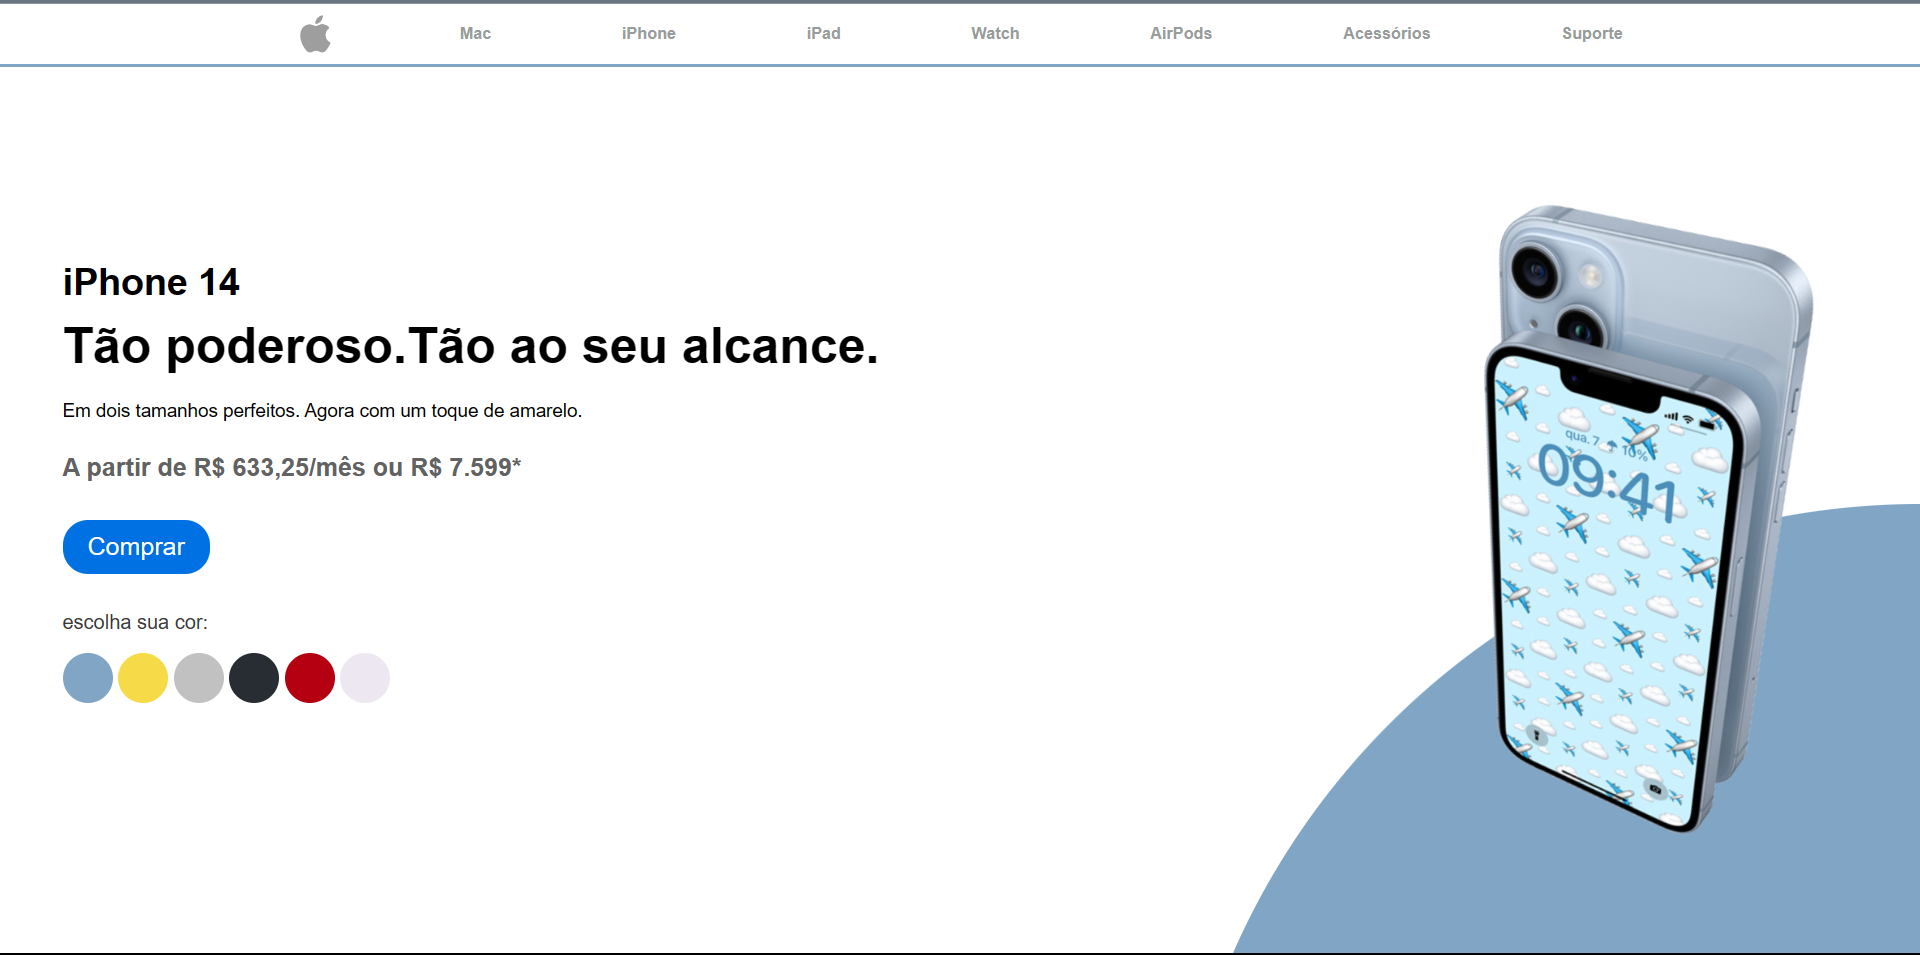 Mac iPhone iPad Watch AirPods Acessórios Suporte
iPhone 14
Tão poderoso.Tão ao seu alcance.
Em dois tamanhos perfeitos. Agora com um toque de amarelo.
A partir de R$ 633,25/mês ou R$ 7.599*
Comprar
escolha sua cor:
qua. 7 10%
09:41